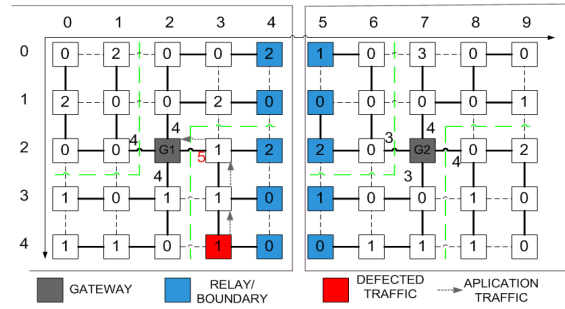 0 1 2 3 4 5 6 7 8 9
0 0 2 0 0 2 1 0 3 0 0
1 2 0 0 2 0 0 0 0 0 1
4 4
2 0 0 4 G1 5 1 2 2 0 3 G2 4 0 2
4 3
3 1 0 1 1 0 1 0 0 0 1
4 1 1 0 1 0 0 0 1 1 0
GATEWAY
RELAY/
BOUNDARY
DEFECTED
TRAFFIC
APLICATION
TRAFFIC